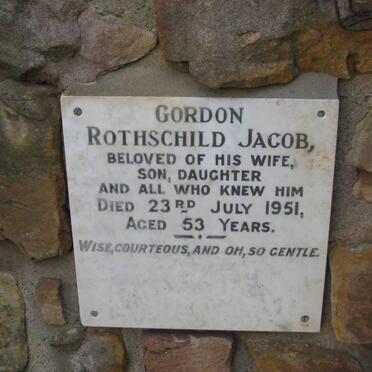 GORDON
ROTHSCHILD JACOB,
BELOVED OF HIS WIFE,
SON, DAUGHTER
AND ALL WHO KNEW HIM
DIED 23RD JULY 1951,
AGED 53 YEARS.
WISE, COURTEOUS, AND OH, SO GENTLE.